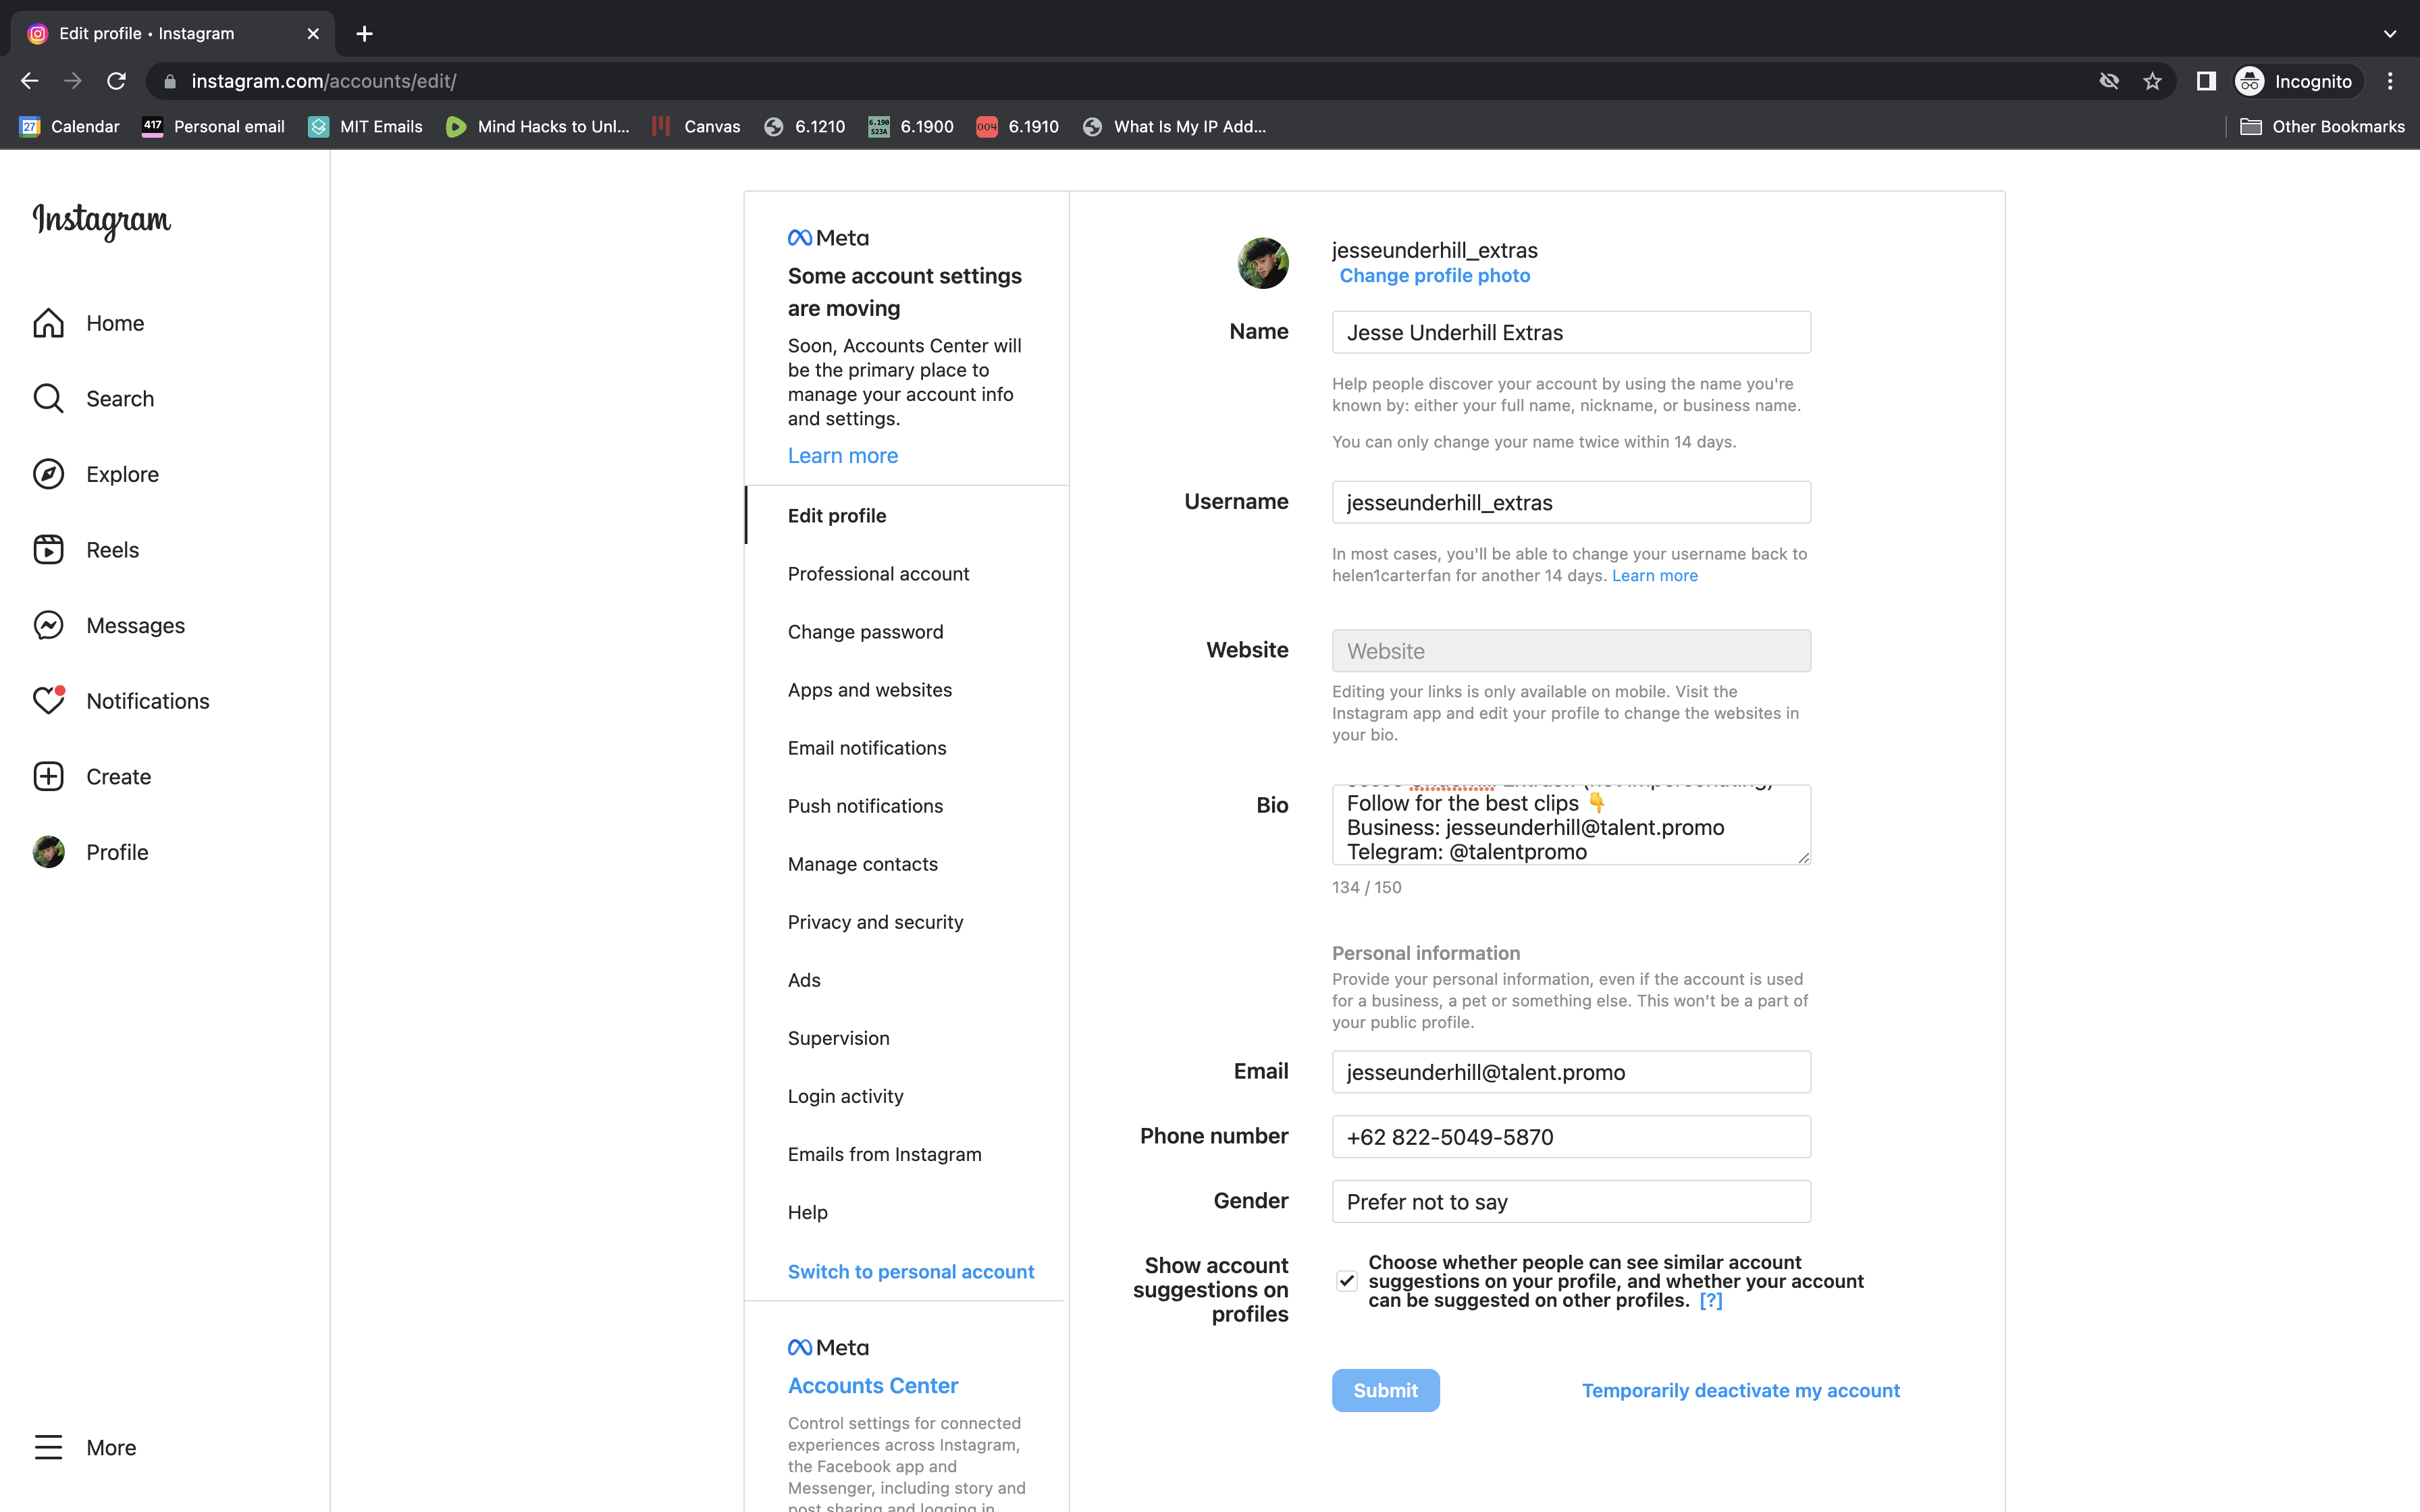 Edit profile • Instagram
instagram.com/accounts/edit/
Incognito
27 Calendar
417 Personal email
MIT Emails
Mind Hacks to Unl...
Canvas
6.1210
6.190 S23A 6.1900
004 6.1910
What Is My IP Add...
Other Bookmarks
Instagram
Home
Search
Explore
Reels
Messages
Notifications
Create
Profile
More
Meta
Some account settings
are moving
Soon, Accounts Center will
be the primary place to
manage your account info
and settings.
Learn more
Edit profile
Professional account
Change password
Apps and websites
Email notifications
Push notifications
Manage contacts
Privacy and security
Ads
Supervision
Login activity
Emails from Instagram
Help
Switch to personal account
Meta
Accounts Center
Control settings for connected
experiences across Instagram,
the Facebook app and
Messenger, including story and
post sharing and logging in.
jesseunderhill_extras
Change profile photo
Name
Jesse Underhill Extras
Help people discover your account by using the name you're
known by: either your full name, nickname, or business name.
You can only change your name twice within 14 days.
Username
jesseunderhill_extras
In most cases, you'll be able to change your username back to
helen1carterfan for another 14 days. Learn more
Website
Website
Editing your links is only available on mobile. Visit the
Instagram app and edit your profile to change the websites in
your bio.
Bio
Follow for the best clips 👇
Business: jesseunderhill@talent.promo
Telegram: @talentpromo
134 / 150
Personal information
Provide your personal information, even if the account is used
for a business, a pet or something else. This won't be a part of
your public profile.
Email
jesseunderhill@talent.promo
Phone number
+62 822-5049-5870
Gender
Prefer not to say
Show account
suggestions on
profiles
Choose whether people can see similar account
suggestions on your profile, and whether your account
can be suggested on other profiles. [?]
Submit
Temporarily deactivate my account